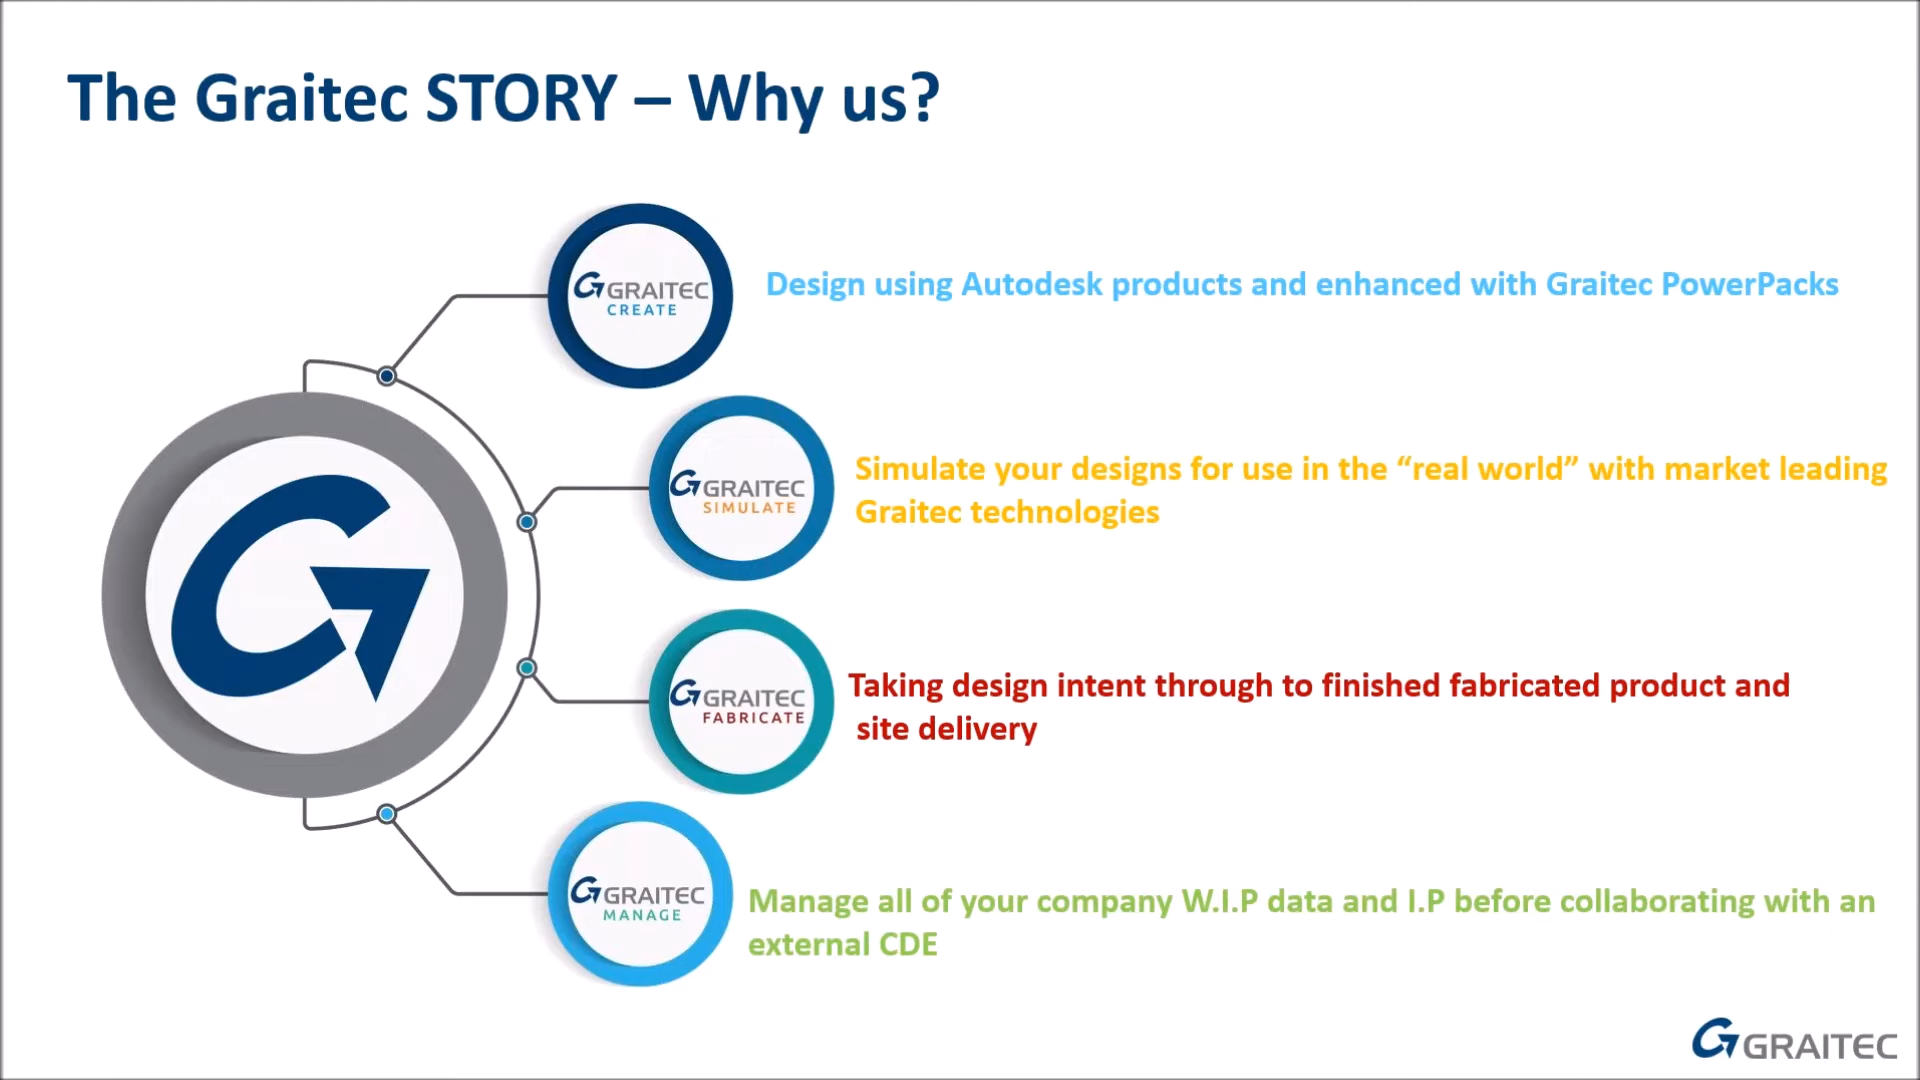 The Graitec STORY – Why us?
GRAITEC
CREATE
Design using Autodesk products and enhanced with Graitec PowerPacks
GRAITEC
SIMULATE
Simulate your designs for use in the “real world” with market leading
Graitec technologies
GRAITEC
FABRICATE
Taking design intent through to finished fabricated product and
site delivery
GRAITEC
MANAGE
Manage all of your company W.I.P data and I.P before collaborating with an
external CDE
GRAITEC